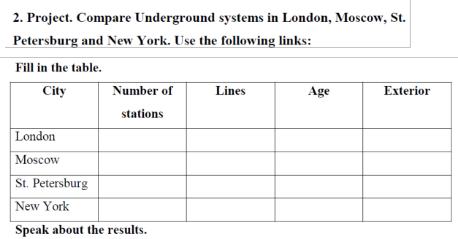 2. Project. Compare Underground systems in London, Moscow, St.
Petersburg and New York. Use the following links:
Fill in the table.
City Number of stations Lines Age Exterior
London
Moscow
St. Petersburg
New York
Speak about the results.